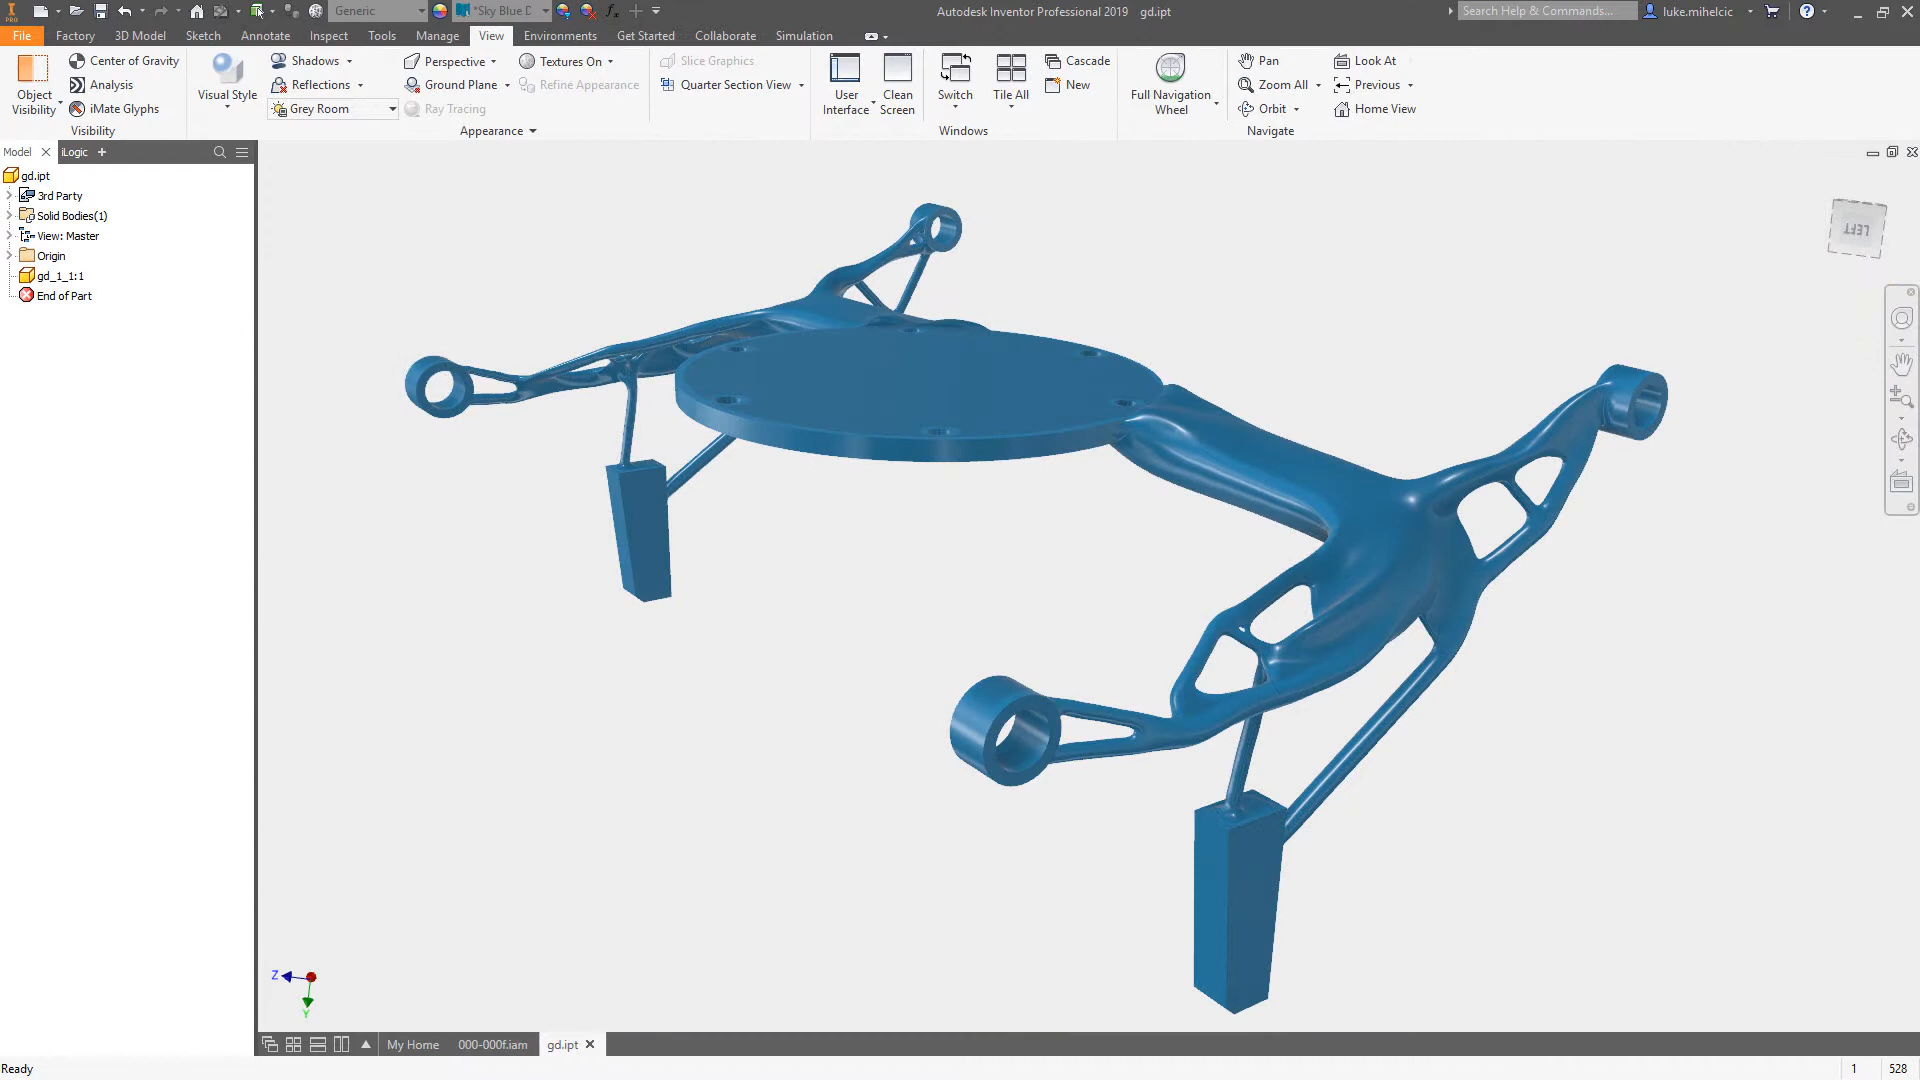 PRO
Generic
*Sky Blue D
Autodesk Inventor Professional 2019 gd.ipt
Search Help & Commands...
luke.mihelcic
File
Factory
3D Model
Sketch
Annotate
Inspect
Tools
Manage
View
Environments
Get Started
Collaborate
Simulation
Object
Visibility
Center of Gravity
Analysis
iMate Glyphs
Visibility
Visual Style
Shadows
Reflections
Grey Room
Perspective
Ground Plane
Ray Tracing
Textures On
Refine Appearance
Appearance
Slice Graphics
Quarter Section View
User
Interface
Clean
Screen
Switch
Tile All
Cascade
New
Windows
Full Navigation
Wheel
Pan
Zoom All
Orbit
Look At
Previous
Home View
Navigate
Model
iLogic
gd.ipt
3rd Party
Solid Bodies(1)
View: Master
Origin
gd_1_1:1
End of Part
LEFT
Z
Y
My Home
000-000f.iam
gd.ipt
Ready
1
528